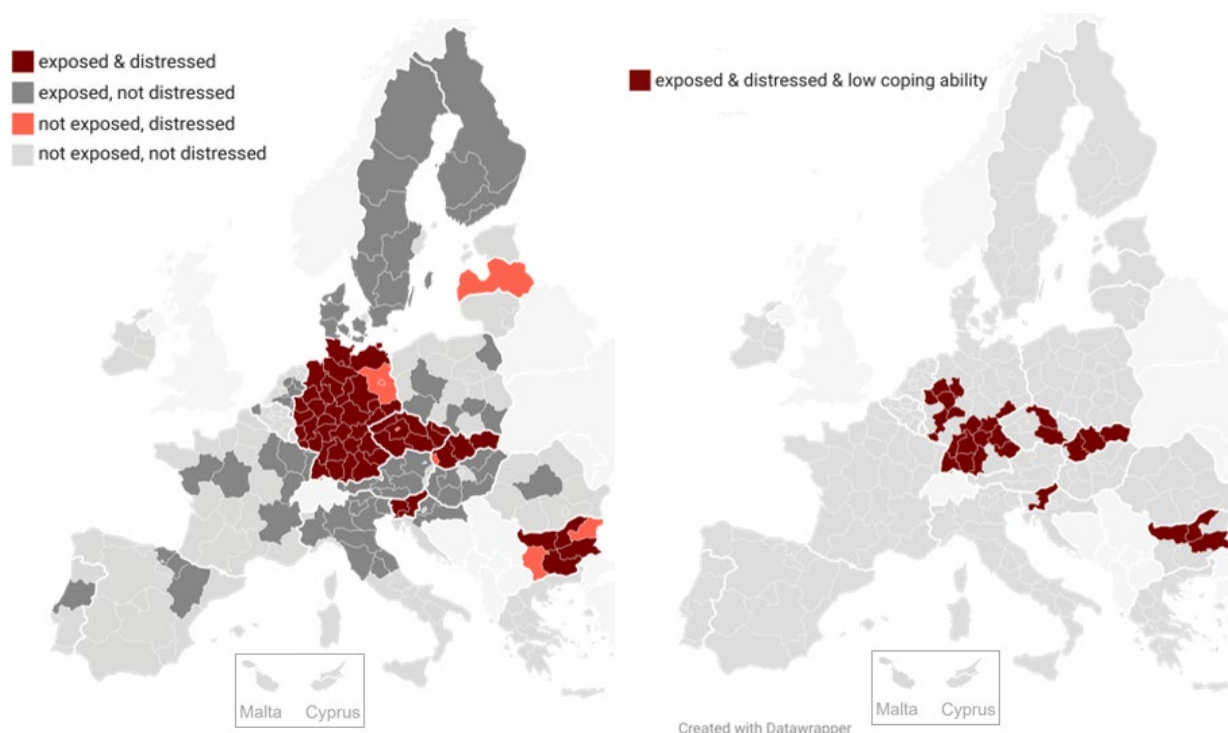 exposed & distressed
exposed, not distressed
not exposed, distressed
not exposed, not distressed
exposed & distressed & low coping ability
Malta Cyprus
Malta Cyprus
Created with Datawrapper